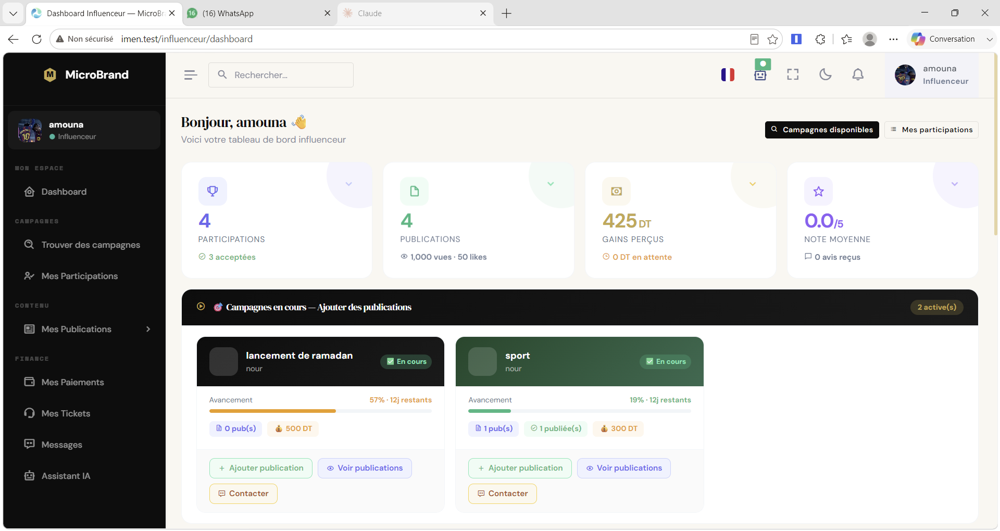 Dashboard Influenceur — MicroBr
16
(16) WhatsApp
Claude
Non sécurisé
imen.test/influenceur/dashboard
Conversation
M
MicroBrand
Rechercher...
amouna
Influenceur
amouna
Influenceur
MON ESPACE
Dashboard
CAMPAGNES
Trouver des campagnes
Mes Participations
CONTENU
Mes Publications
FINANCE
Mes Paiements
Mes Tickets
Messages
Assistant IA
Bonjour, amouna 👋
Voici votre tableau de bord influenceur
Campagnes disponibles
Mes participations
4
PARTICIPATIONS
3 acceptées
4
PUBLICATIONS
1,000 vues · 50 likes
425 DT
GAINS PERÇUS
0 DT en attente
0.0/5
NOTE MOYENNE
0 avis reçus
🎯 Campagnes en cours — Ajouter des publications
2 active(s)
lancement de ramadan
nour
✅ En cours
Avancement
57% · 12j restants
0 pub(s)
💰 500 DT
+ Ajouter publication
Voir publications
Contacter
sport
nour
✅ En cours
Avancement
19% · 12j restants
1 pub(s)
1 publiée(s)
💰 300 DT
+ Ajouter publication
Voir publications
Contacter